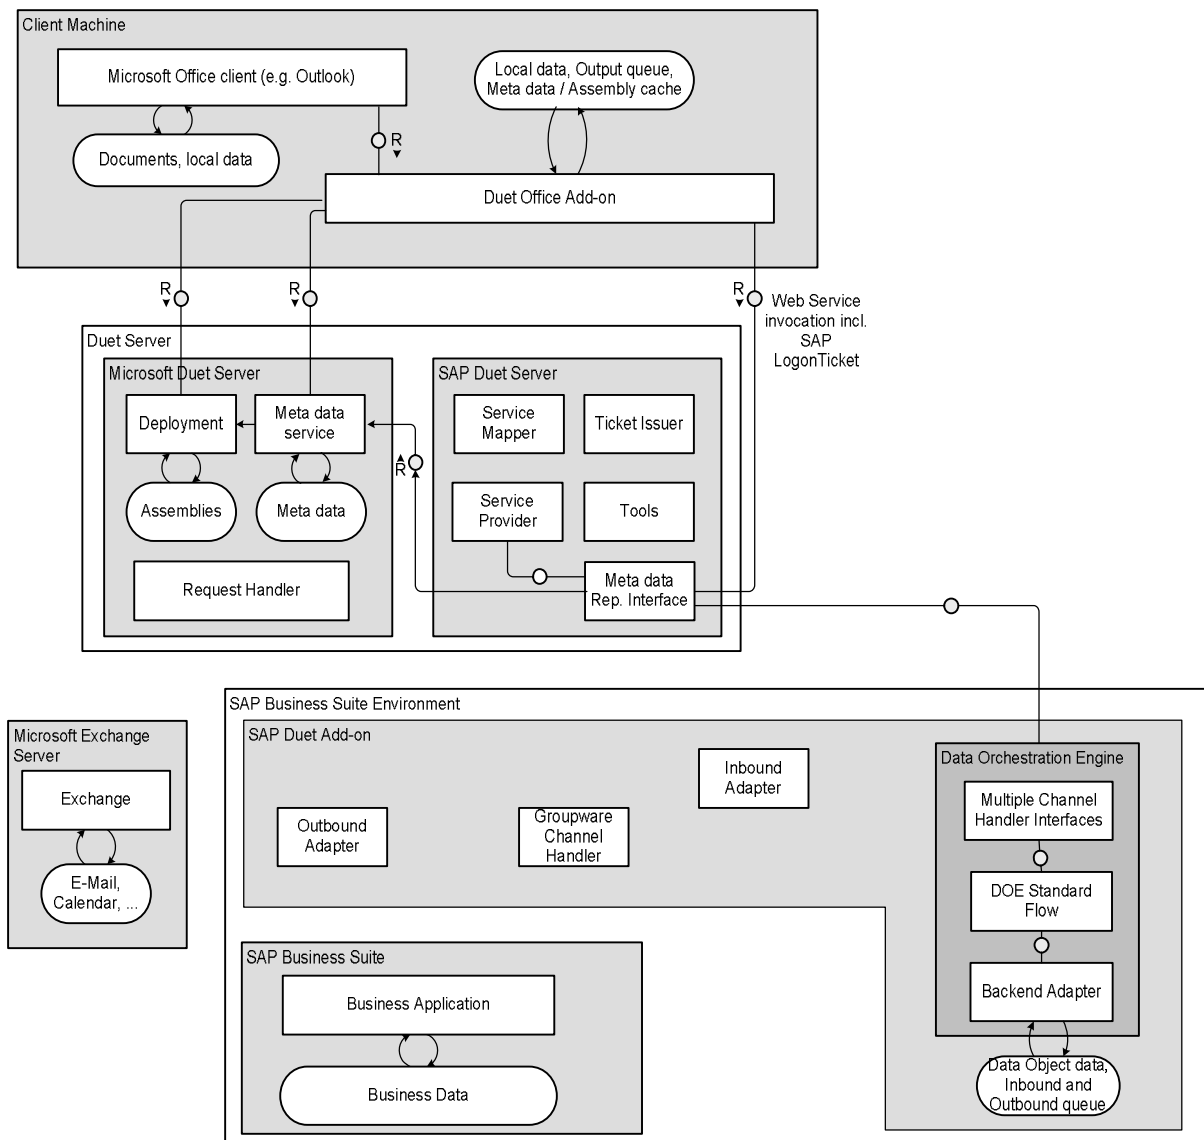 Client Machine
Microsoft Office client (e.g. Outlook)
Local data, Output queue,
Meta data / Assembly cache
R
Documents, local data
Duet Office Add-on
R
R
R
Web Service
invocation incl.
SAP
LogonTicket
Duet Server
Microsoft Duet Server
SAP Duet Server
Deployment
Meta data
service
Service
Mapper
Ticket Issuer
R
Assemblies
Meta data
Service
Provider
Tools
Request Handler
Meta data
Rep. Interface
SAP Business Suite Environment
Microsoft Exchange
Server
SAP Duet Add-on
Exchange
Inbound
Adapter
Data Orchestration Engine
Multiple Channel
Handler Interfaces
Outbound
Adapter
Groupware
Channel
Handler
E-Mail,
Calendar, ...
DOE Standard
Flow
SAP Business Suite
Business Application
Backend Adapter
Business Data
Data Object data,
Inbound and
Outbound queue